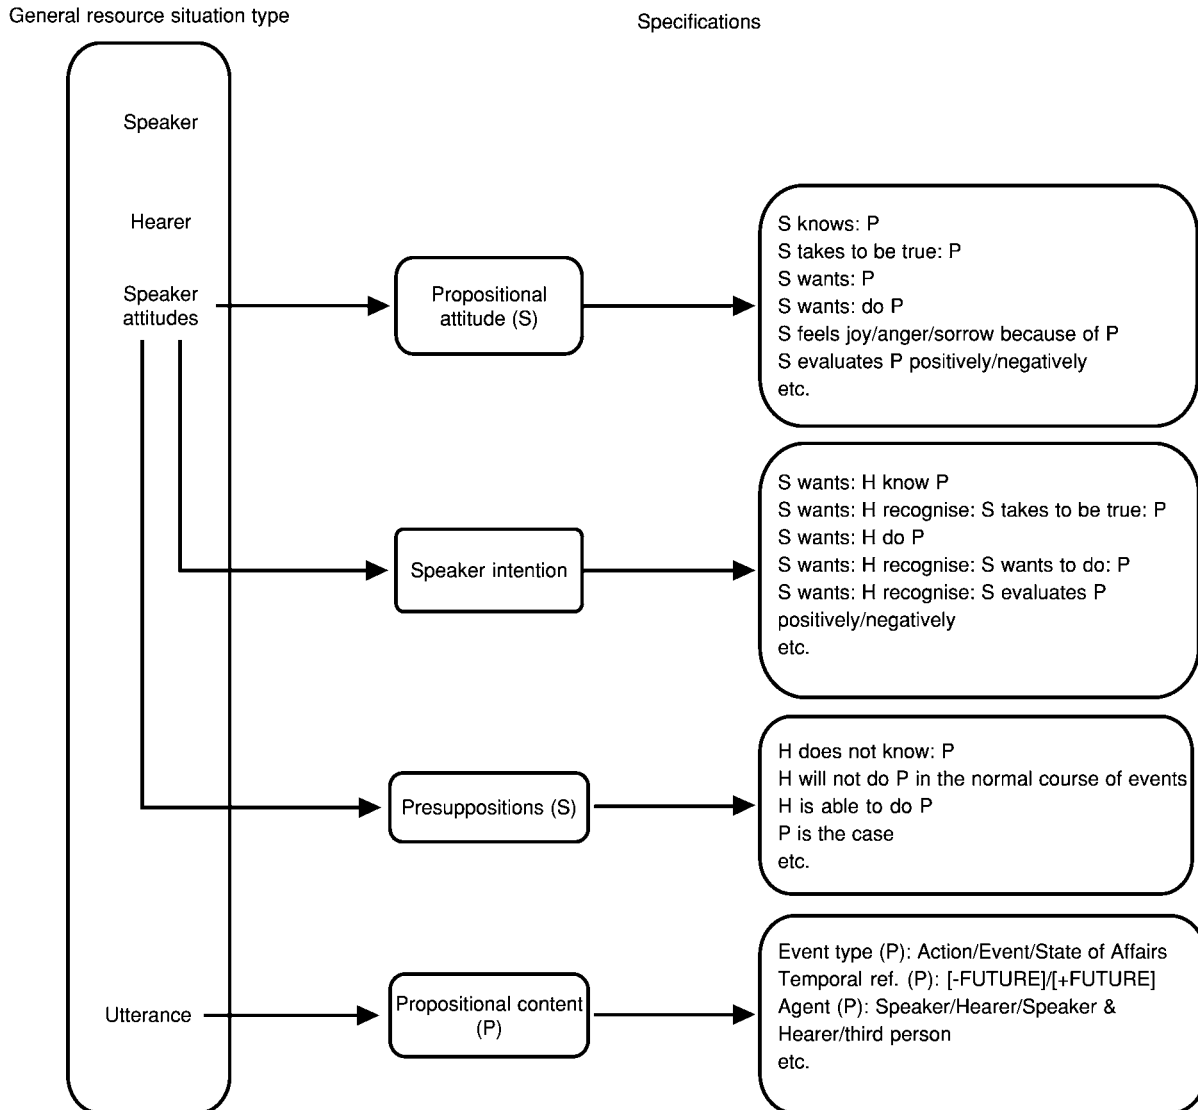 General resource situation type
Specifications
Speaker
Hearer
Speaker
attitudes
Propositional
attitude (S)
S knows: P
S takes to be true: P
S wants: P
S wants: do P
S feels joy/anger/sorrow because of P
S evaluates P positively/negatively
etc.
Speaker intention
S wants: H know P
S wants: H recognise: S takes to be true: P
S wants: H do P
S wants: H recognise: S wants to do: P
S wants: H recognise: S evaluates P
positively/negatively
etc.
Presuppositions (S)
H does not know: P
H will not do P in the normal course of events
H is able to do P
P is the case
etc.
Utterance
Propositional content
(P)
Event type (P): Action/Event/State of Affairs
Temporal ref. (P): [-FUTURE]/[+FUTURE]
Agent (P): Speaker/Hearer/Speaker &
Hearer/third person
etc.